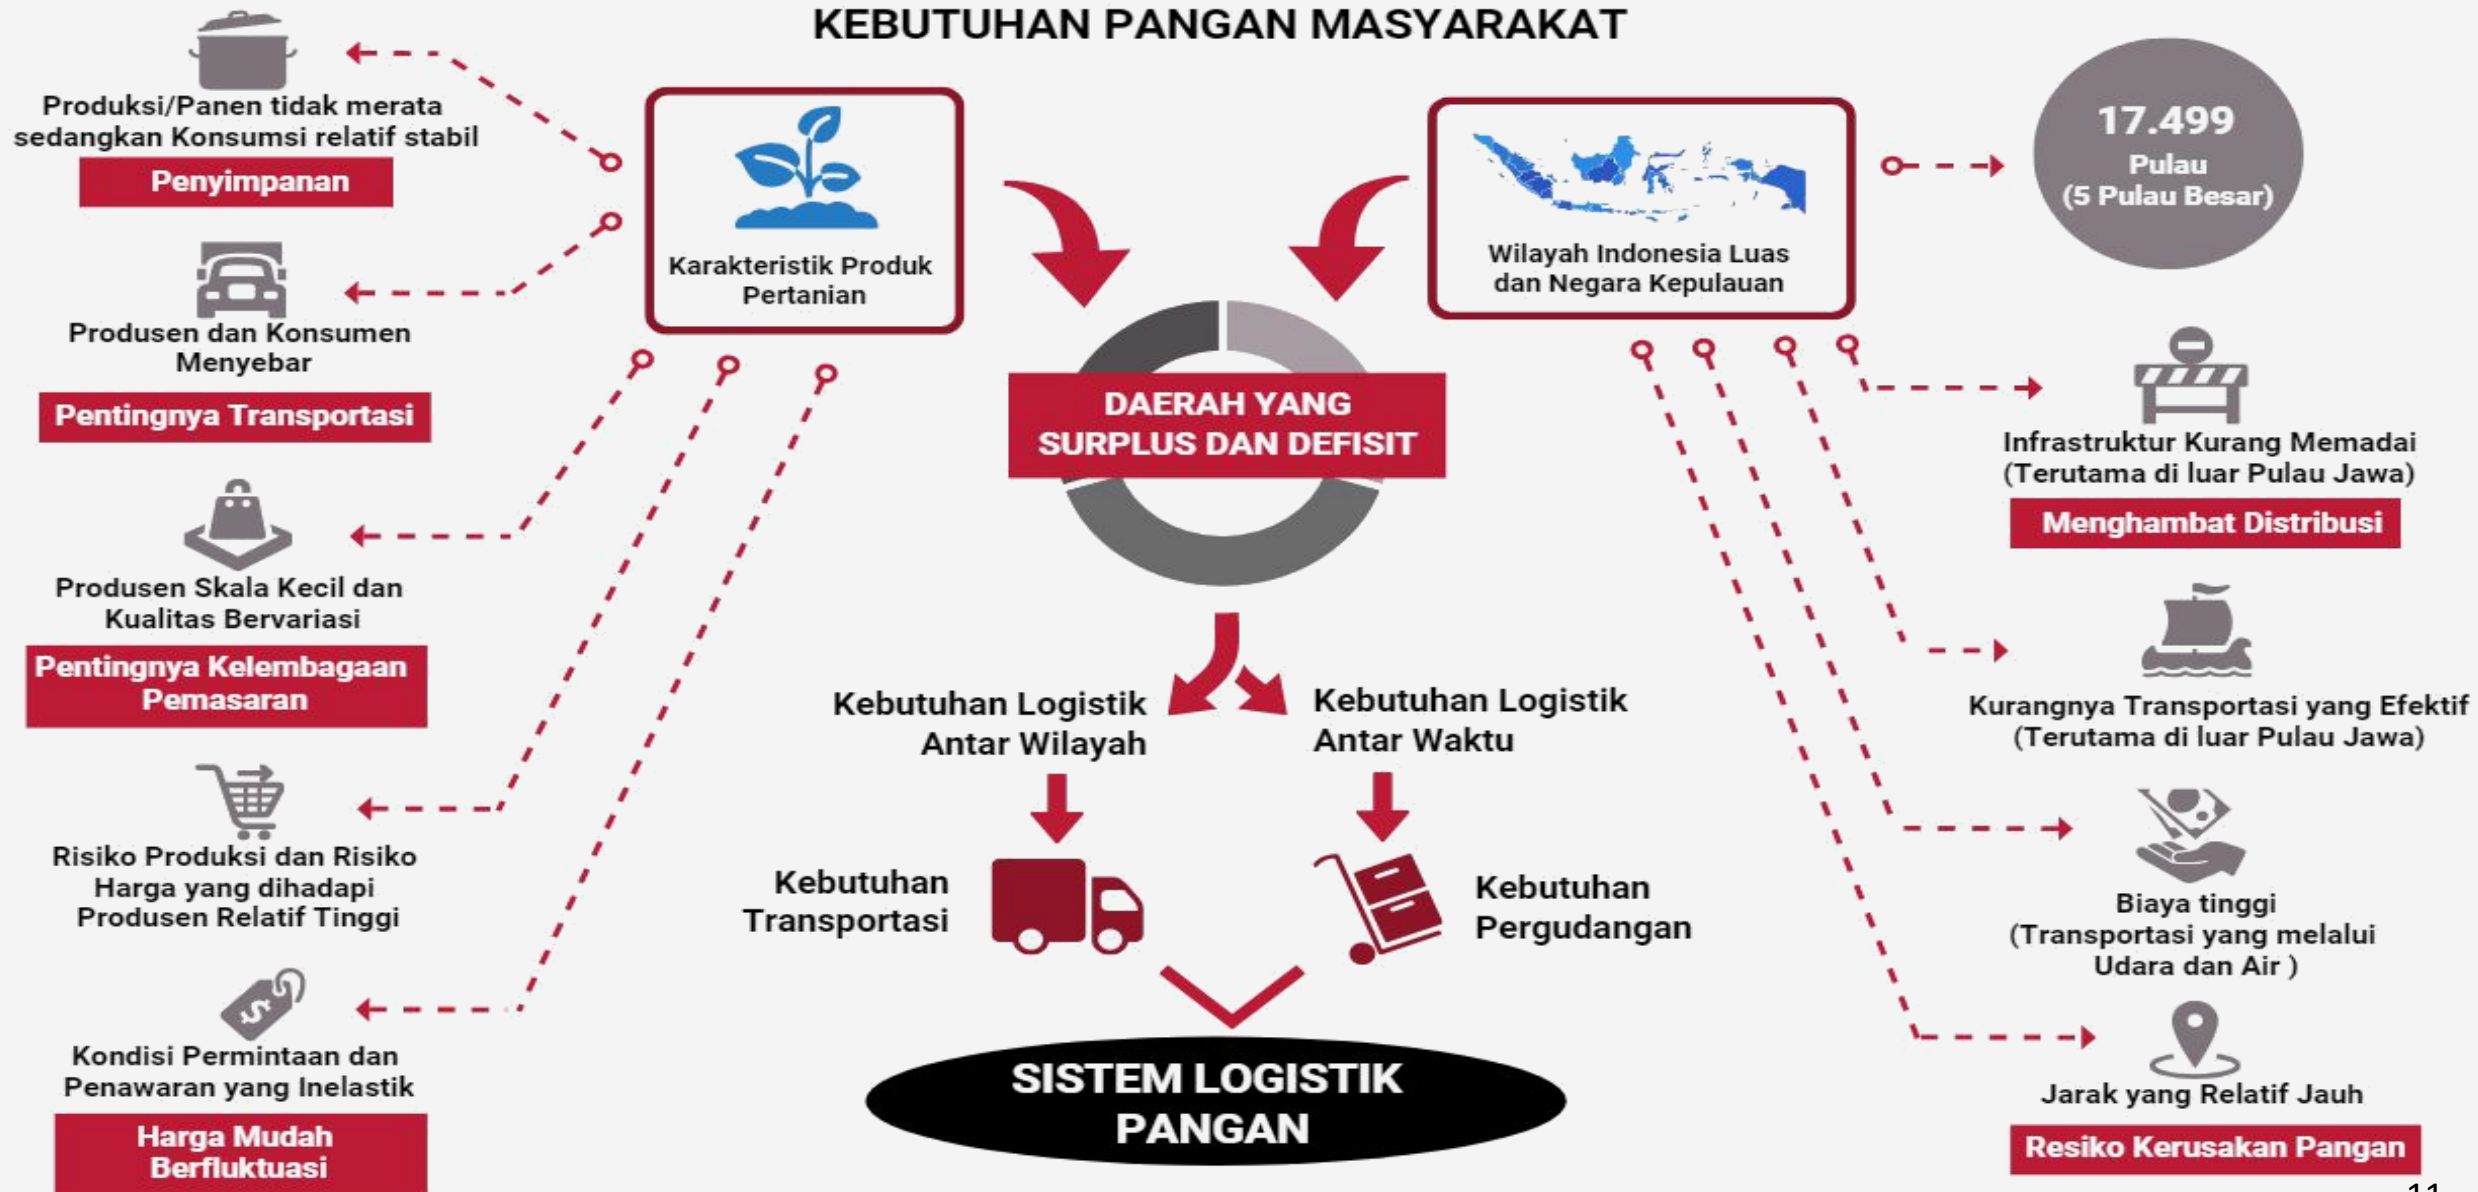 KEBUTUHAN PANGAN MASYARAKAT
Produksi/Panen tidak merata
sedangkan Konsumsi relatif stabil
Penyimpanan
Produsen dan Konsumen
Menyebar
Pentingnya Transportasi
Produsen Skala Kecil dan
Kualitas Bervariasi
Pentingnya Kelembagaan
Pemasaran
Risiko Produksi dan Risiko
Harga yang dihadapi
Produsen Relatif Tinggi
Kondisi Permintaan dan
Penawaran yang Inelastik
Harga Mudah
Berfluktuasi
Karakteristik Produk
Pertanian
Wilayah Indonesia Luas
dan Negara Kepulauan
DAERAH YANG
SURPLUS DAN DEFISIT
Kebutuhan Logistik
Antar Wilayah
Kebutuhan Logistik
Antar Waktu
Kebutuhan
Transportasi
Kebutuhan
Pergudangan
SISTEM LOGISTIK
PANGAN
17.499
Pulau
(5 Pulau Besar)
Infrastruktur Kurang Memadai
(Terutama di luar Pulau Jawa)
Menghambat Distribusi
Kurangnya Transportasi yang Efektif
(Terutama di luar Pulau Jawa)
Biaya tinggi
(Transportasi yang melalui
Udara dan Air )
Jarak yang Relatif Jauh
Resiko Kerusakan Pangan
11